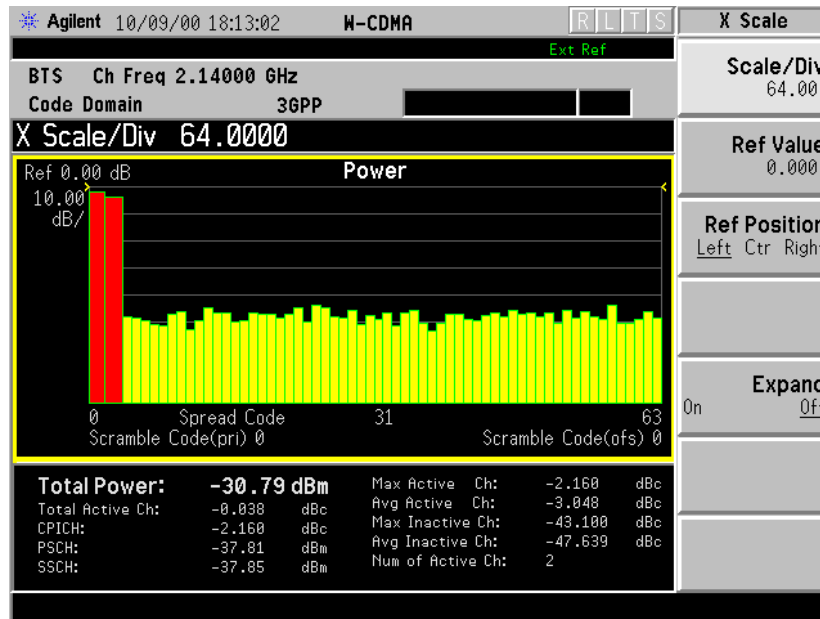 Agilent 10/09/00 18:13:02 W-CDMA R L T S X Scale
Ext Ref
BTS Ch Freq 2.14000 GHz
Code Domain 3GPP
Scale/Div
64.00
X Scale/Div 64.0000
Ref Value
0.000
Ref 0.00 dB Power
10.00
dB/
Ref Position
Left Ctr Righ
Expand
On Of
0 Spread Code 31 63
Scramble Code(pri) 0 Scramble Code(ofs) 0
Total Power: -30.79 dBm
Total Active Ch: -0.038 dBc
CPICH: -2.160 dBc
PSCH: -37.81 dBm
SSCH: -37.85 dBm
Max Active Ch: -2.160 dBc
Avg Active Ch: -3.048 dBc
Max Inactive Ch: -43.100 dBc
Avg Inactive Ch: -47.639 dBc
Num of Active Ch: 2